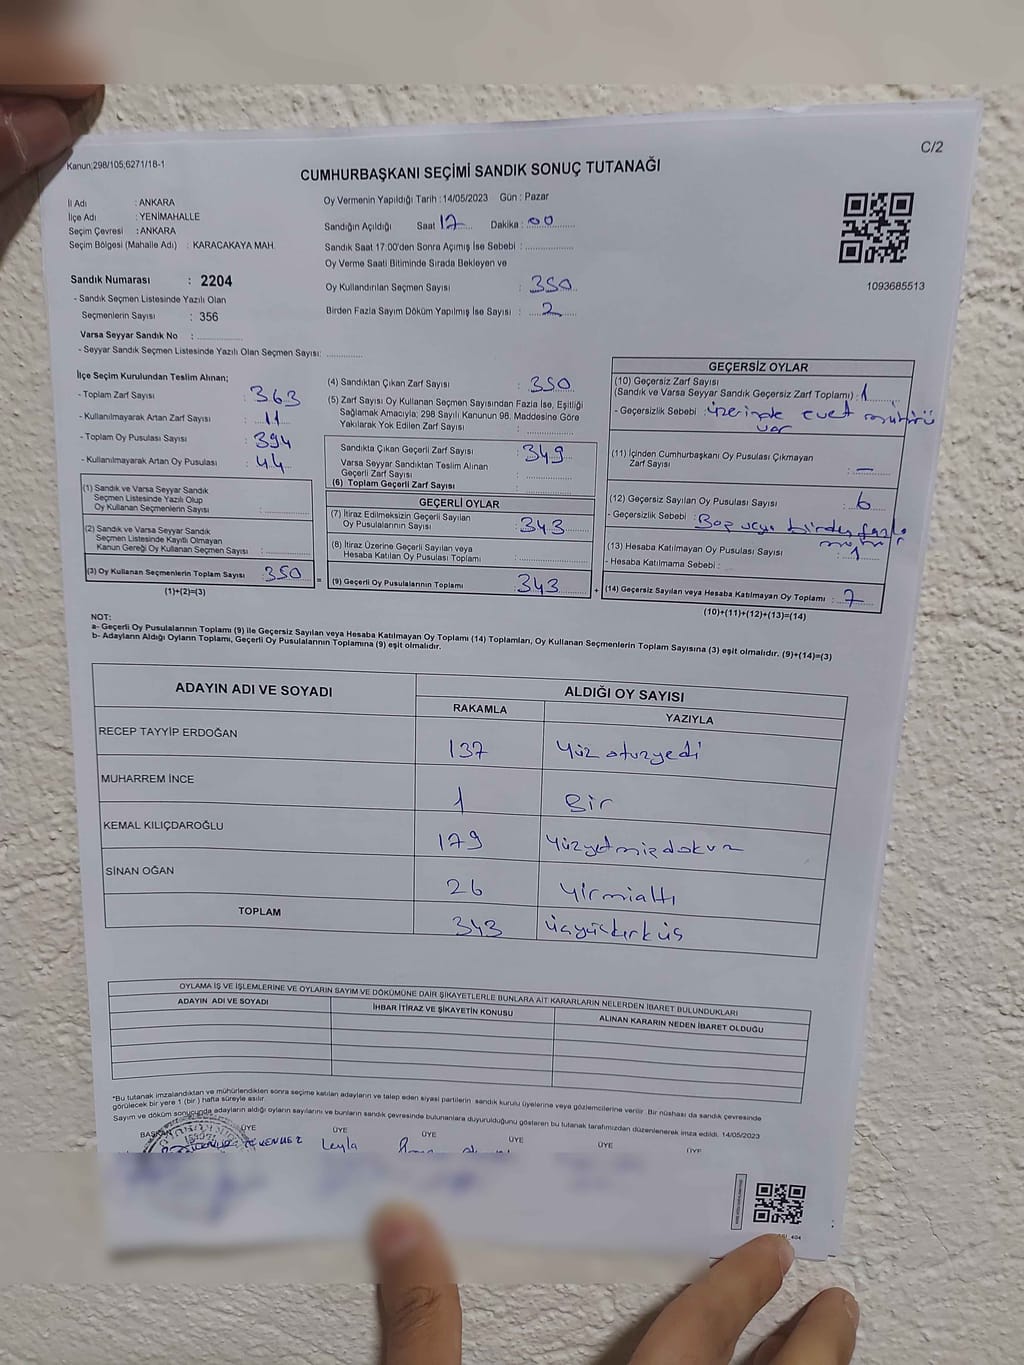 Kanun;298/105;6271/18-1
C/2
CUMHURBAŞKANI SEÇİMİ SANDIK SONUÇ TUTANAĞI
İl Adı : ANKARA
İlçe Adı : YENİMAHALLE
Seçim Çevresi : ANKARA
Seçim Bölgesi (Mahalle Adı) : KARACAKAYA MAH.
Sandık Numarası : 2204
- Sandık Seçmen Listesinde Yazılı Olan
Seçmenlerin Sayısı : 356
Varsa Seyyar Sandık No : ..............
- Seyyar Sandık Seçmen Listesinde Yazılı Olan Seçmen Sayısı: ............
Oy Vermenin Yapıldığı Tarih : 14/05/2023 Gün : Pazar
Sandığın Açıldığı Saat 17 Dakika : 00
Sandık Saat 17:00'den Sonra Açımış İse Sebebi : ..............
Oy Verme Saati Bitiminde Sırada Bekleyen ve
Oy Kullandırılan Seçmen Sayısı : 350
Birden Fazla Sayım Döküm Yapılmış İse Sayısı : 2
1093685513
İlçe Seçim Kurulundan Teslim Alınan;
- Toplam Zarf Sayısı : 363
- Kullanılmayarak Artan Zarf Sayısı : 11
- Toplam Oy Pusulası Sayısı : 394
- Kullanılmayarak Artan Oy Pusulası : 44
(1) Sandık ve Varsa Seyyar Sandık
Seçmen Listesinde Yazılı Olup
Oy Kullanan Seçmenlerin Sayısı : ..............
(2) Sandık ve Varsa Seyyar Sandık
Seçmen Listesinde Kayıtlı Olmayan
Kanun Gereği Oy Kullanan Seçmen Sayısı : ..............
(3) Oy Kullanan Seçmenlerin Toplam Sayısı : 350 =
(1)+(2)=(3)
(4) Sandıktan Çıkan Zarf Sayısı : 350
(5) Zarf Sayısı Oy Kullanan Seçmen Sayısından Fazla İse, Eşitliği
Sağlamak Amacıyla; 298 Sayılı Kanunun 98. Maddesine Göre
Yakılarak Yok Edilen Zarf Sayısı : ..............
Sandıkta Çıkan Geçerli Zarf Sayısı : 349
Varsa Seyyar Sandıktan Teslim Alınan
Geçerli Zarf Sayısı : ..............
(6) Toplam Geçerli Zarf Sayısı : ..............
GEÇERLİ OYLAR
(7) İtiraz Edilmeksizin Geçerli Sayılan
Oy Pusulalarının Sayısı : 343
(8) İtiraz Üzerine Geçerli Sayılan veya
Hesaba Katılan Oy Pusulası Toplamı : ..............
(9) Geçerli Oy Pusulalarının Toplamı : 343 +
GEÇERSİZ OYLAR
(10) Geçersiz Zarf Sayısı
(Sandık ve Varsa Seyyar Sandık Geçersiz Zarf Toplamı) : 1
- Geçersizlik Sebebi : üzerinde evet mührü
var
(11) İçinden Cumhurbaşkanı Oy Pusulası Çıkmayan
Zarf Sayısı : —
(12) Geçersiz Sayılan Oy Pusulası Sayısı : 6
- Geçersizlik Sebebi : Boş veya birden fazla
(13) Hesaba Katılmayan Oy Pusulası Sayısı :
- Hesaba Katılmama Sebebi :
(14) Geçersiz Sayılan veya Hesaba Katılmayan Oy Toplamı : 7
(10)+(11)+(12)+(13)=(14)
NOT:
a- Geçerli Oy Pusulalarının Toplamı (9) ile Geçersiz Sayılan veya Hesaba Katılmayan Oy Toplamı (14) Toplamları, Oy Kullanan Seçmenlerin Toplam Sayısına (3) eşit olmalıdır. (9)+(14)=(3)
b- Adayların Aldığı Oyların Toplamı, Geçerli Oy Pusulalarının Toplamına (9) eşit olmalıdır.
ADAYIN ADI VE SOYADI ALDIĞI OY SAYISI
RAKAMLA YAZIYLA
RECEP TAYYİP ERDOĞAN 137 Yüz otuzyedi
MUHARREM İNCE 1 Bir
KEMAL KILIÇDAROĞLU 179 Yüzyetmişdokuz
SİNAN OĞAN 26 Yirmialtı
TOPLAM 343 Üçyüzkırküç
OYLAMA İŞ VE İŞLEMLERİNE VE OYLARIN SAYIM VE DÖKÜMÜNE DAİR ŞİKAYETLERLE BUNLARA AİT KARARLARIN NELERDEN İBARET BULUNDUKLARI
ADAYIN ADI VE SOYADI İHBAR İTİRAZ VE ŞİKAYETİN KONUSU ALINAN KARARIN NEDEN İBARET OLDUĞU
*Bu tutanak imzalandıktan ve mühürlendikten sonra seçime katılan adayların ve talep eden siyasi partilerin sandık kurulu üyelerine veya gözlemcilerine verilir. Bir nüshası da sandık çevresinde
görülecek bir yere 1 (bir ) hafta süreyle asılır.
Sayım ve döküm sonucunda adayların aldığı oyların sayılarını ve bunların sandık çevresinde bulunanlara duyurulduğunu gösteren bu tutanak tarafımızdan düzenlenerek imza edildi. 14/05/2023
BAŞKAN ÜYE ÜYE ÜYE ÜYE ÜYE ÜYE
Leyla